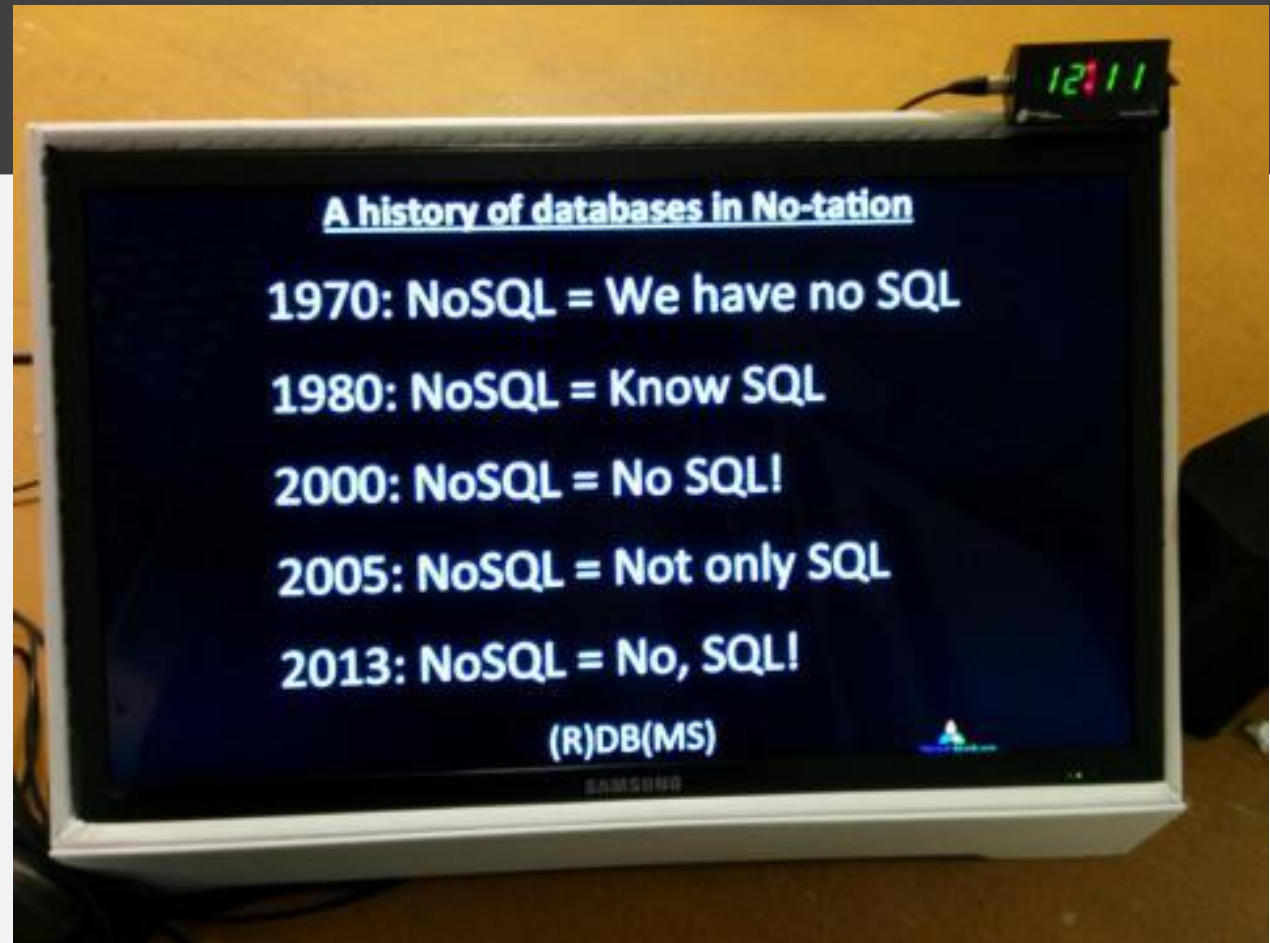 12:11
A history of databases in No-tation
1970: NoSQL = We have no SQL
1980: NoSQL = Know SQL
2000: NoSQL = No SQL!
2005: NoSQL = Not only SQL
2013: NoSQL = No, SQL!
(R)DB(MS)
SAMSUNG